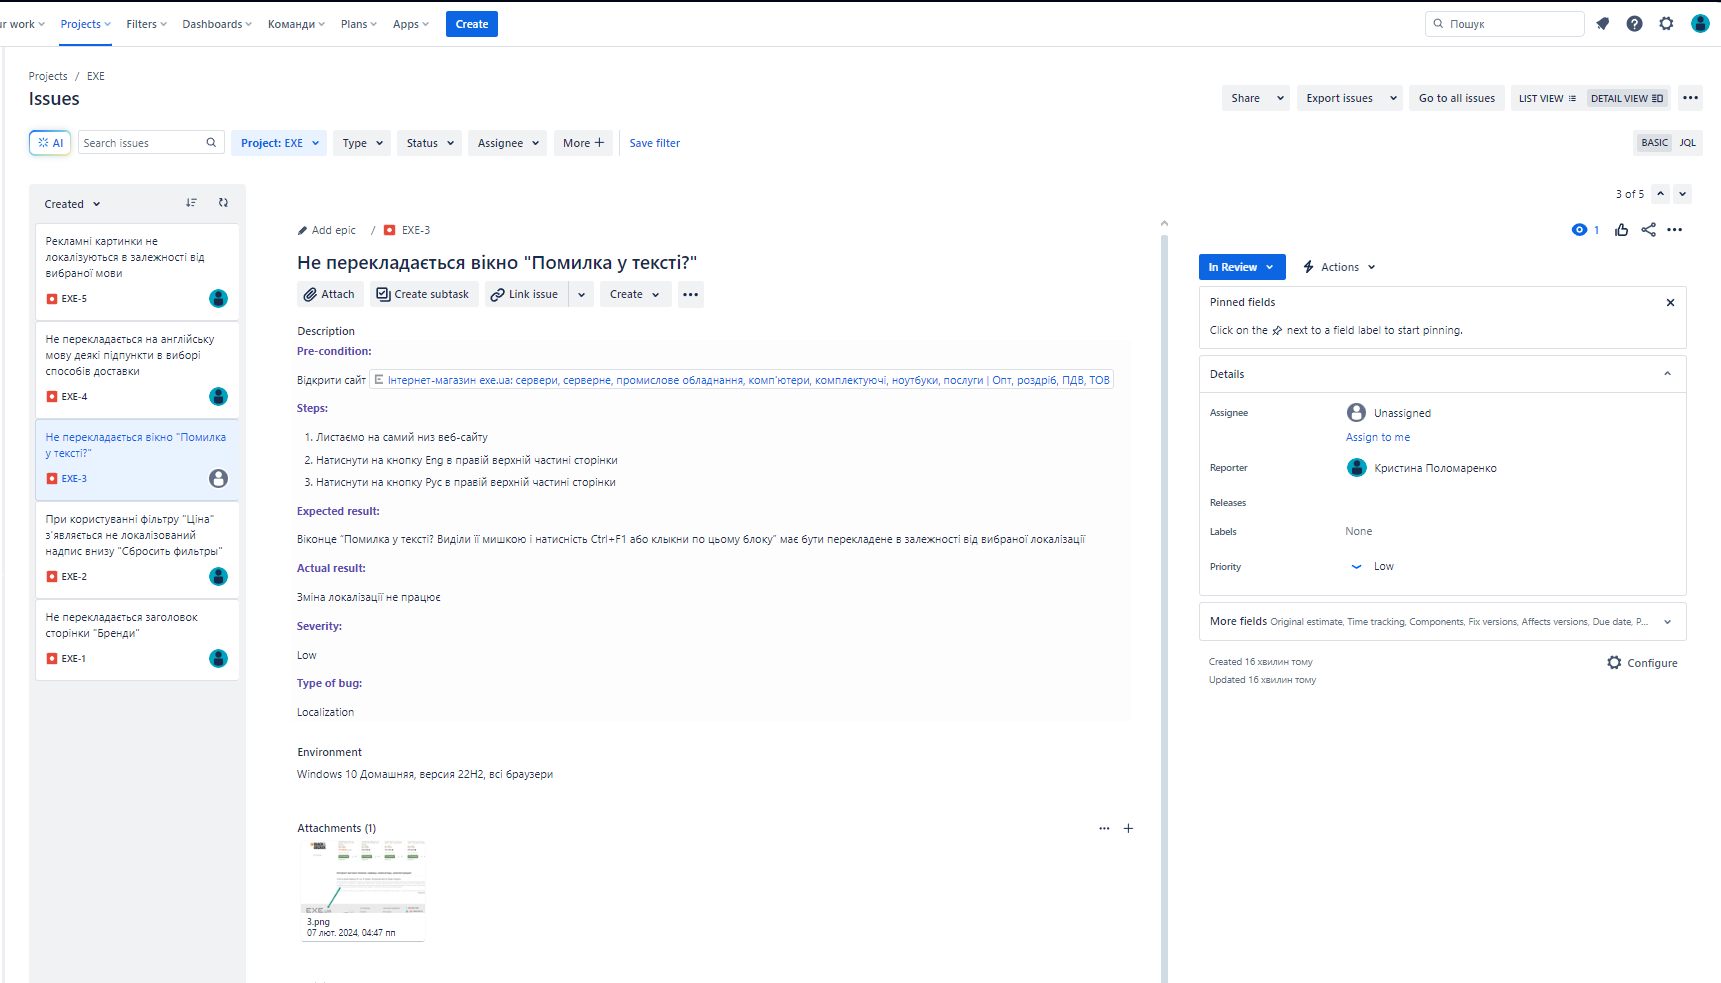 ur work
Projects
Filters
Dashboards
Команди
Plans
Apps
Create
Пошук
Projects / EXE
Issues
Share
Export issues
Go to all issues
LIST VIEW
DETAIL VIEW
AI
Search issues
Project: EXE
Type
Status
Assignee
More
Save filter
BASIC
JQL
Created
Рекламні картинки не
локалізуються в залежності від
вибраної мови
EXE-5
Не перекладається на англійську
мову деякі підпункти в виборі
способів доставки
EXE-4
Не перекладається вікно "Помилка
у тексті?"
EXE-3
При користуванні фільтру "Ціна"
з'являється не локалізований
надпис внизу "Сбросить фильтры"
EXE-2
Не перекладається заголовок
сторінки "Бренди"
EXE-1
3 of 5
Add epic / EXE-3
1
Не перекладається вікно "Помилка у тексті?"
Attach
Create subtask
Link issue
Create
Description
Pre-condition:
Відкрити сайт Інтернет-магазин exe.ua: сервери, серверне, промислове обладнання, комп'ютери, комплектуючі, ноутбуки, послуги | Опт, роздріб, ПДВ, ТОВ
Steps:
1. Листаємо на самий низ веб-сайту
2. Натиснути на кнопку Eng в правій верхній частині сторінки
3. Натиснути на кнопку Рус в правій верхній частині сторінки
Expected result:
Віконце “Помилка у тексті? Виділи її мишкою і натисність Ctrl+F1 або клыкни по цьому блоку” має бути перекладене в залежності від вибраної локалізації
Actual result:
Зміна локалізації не працює
Severity:
Low
Type of bug:
Localization
Environment
Windows 10 Домашняя, версия 22H2, всі браузери
Attachments (1)
EXE
3.png
07 лют. 2024, 04:47 пп
In Review
Actions
Pinned fields
Click on the next to a field label to start pinning.
Details
Assignee
Unassigned
Assign to me
Reporter
Кристина Поломаренко
Releases
Labels
None
Priority
Low
More fields Original estimate, Time tracking, Components, Fix versions, Affects versions, Due date, P...
Created 16 хвилин тому
Updated 16 хвилин тому
Configure